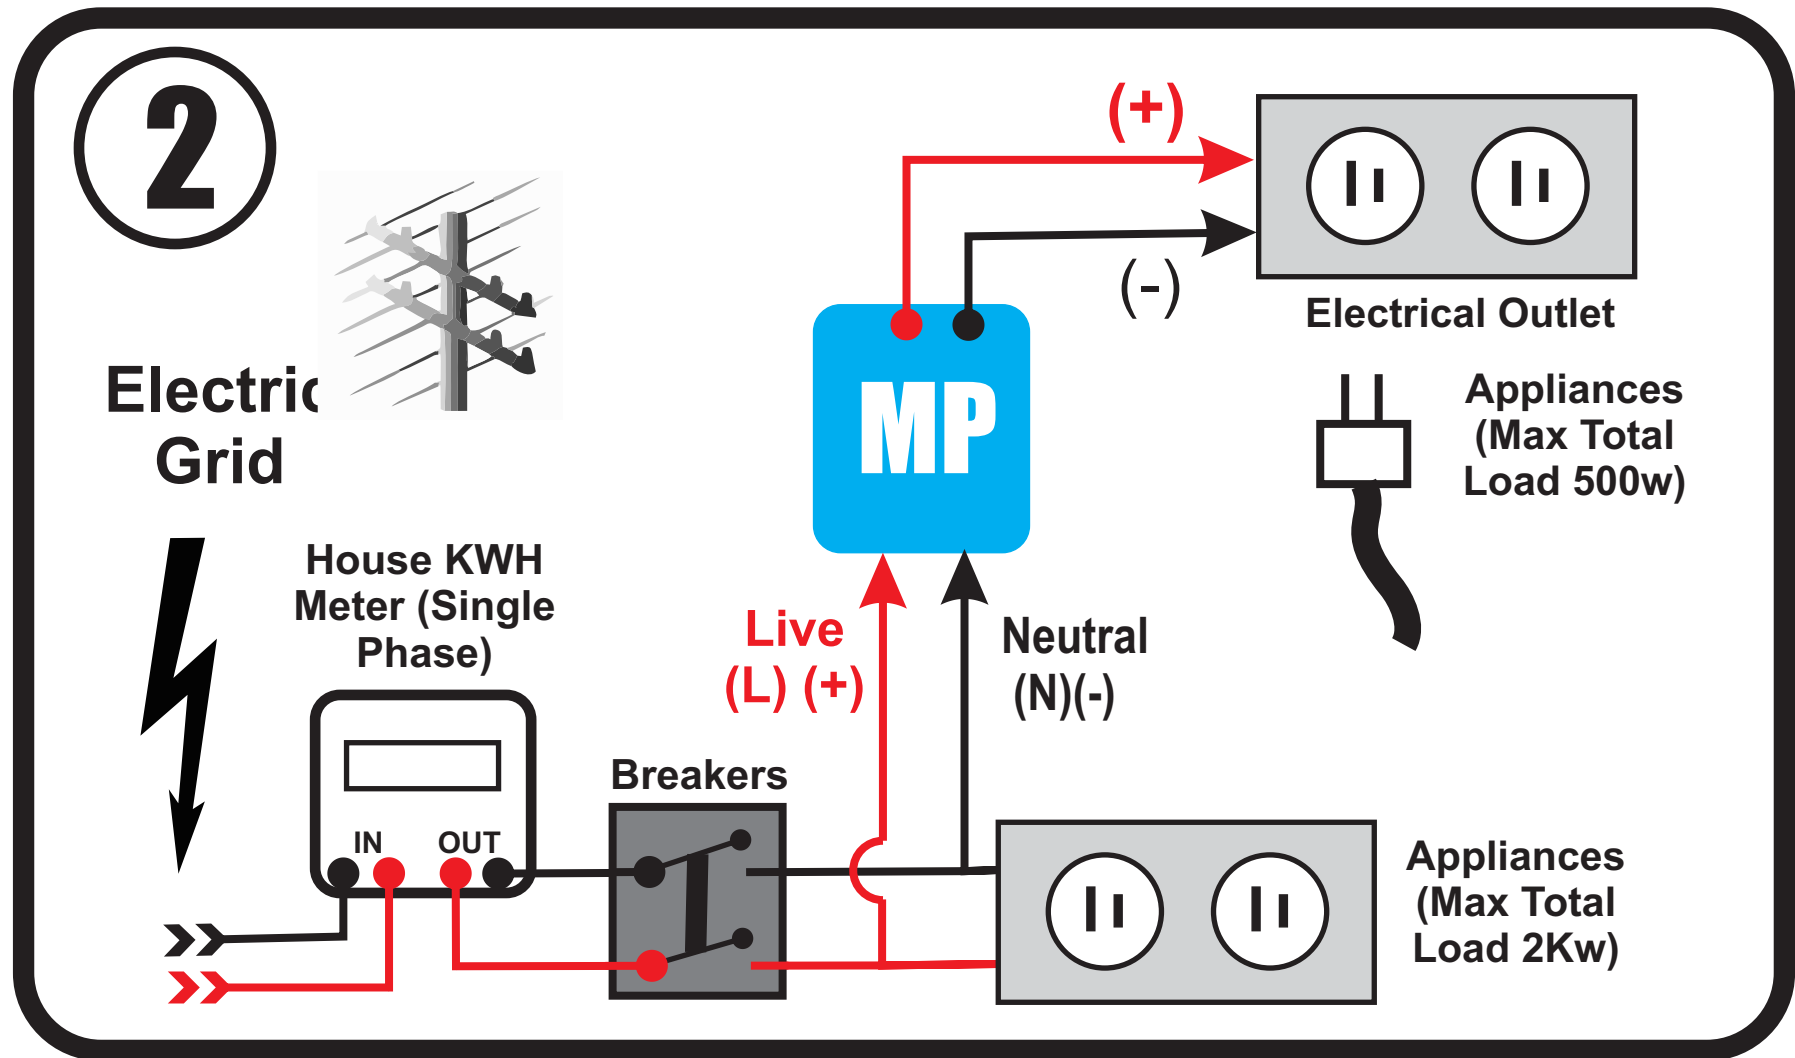 2
(+)
(-)
Electrical Outlet
Electric
Grid
MP
Appliances
(Max Total
Load 500w)
House KWH
Meter (Single
Phase)
Live
(L) (+)
Neutral
(N)(-)
Breakers
IN
OUT
Appliances
(Max Total
Load 2Kw)